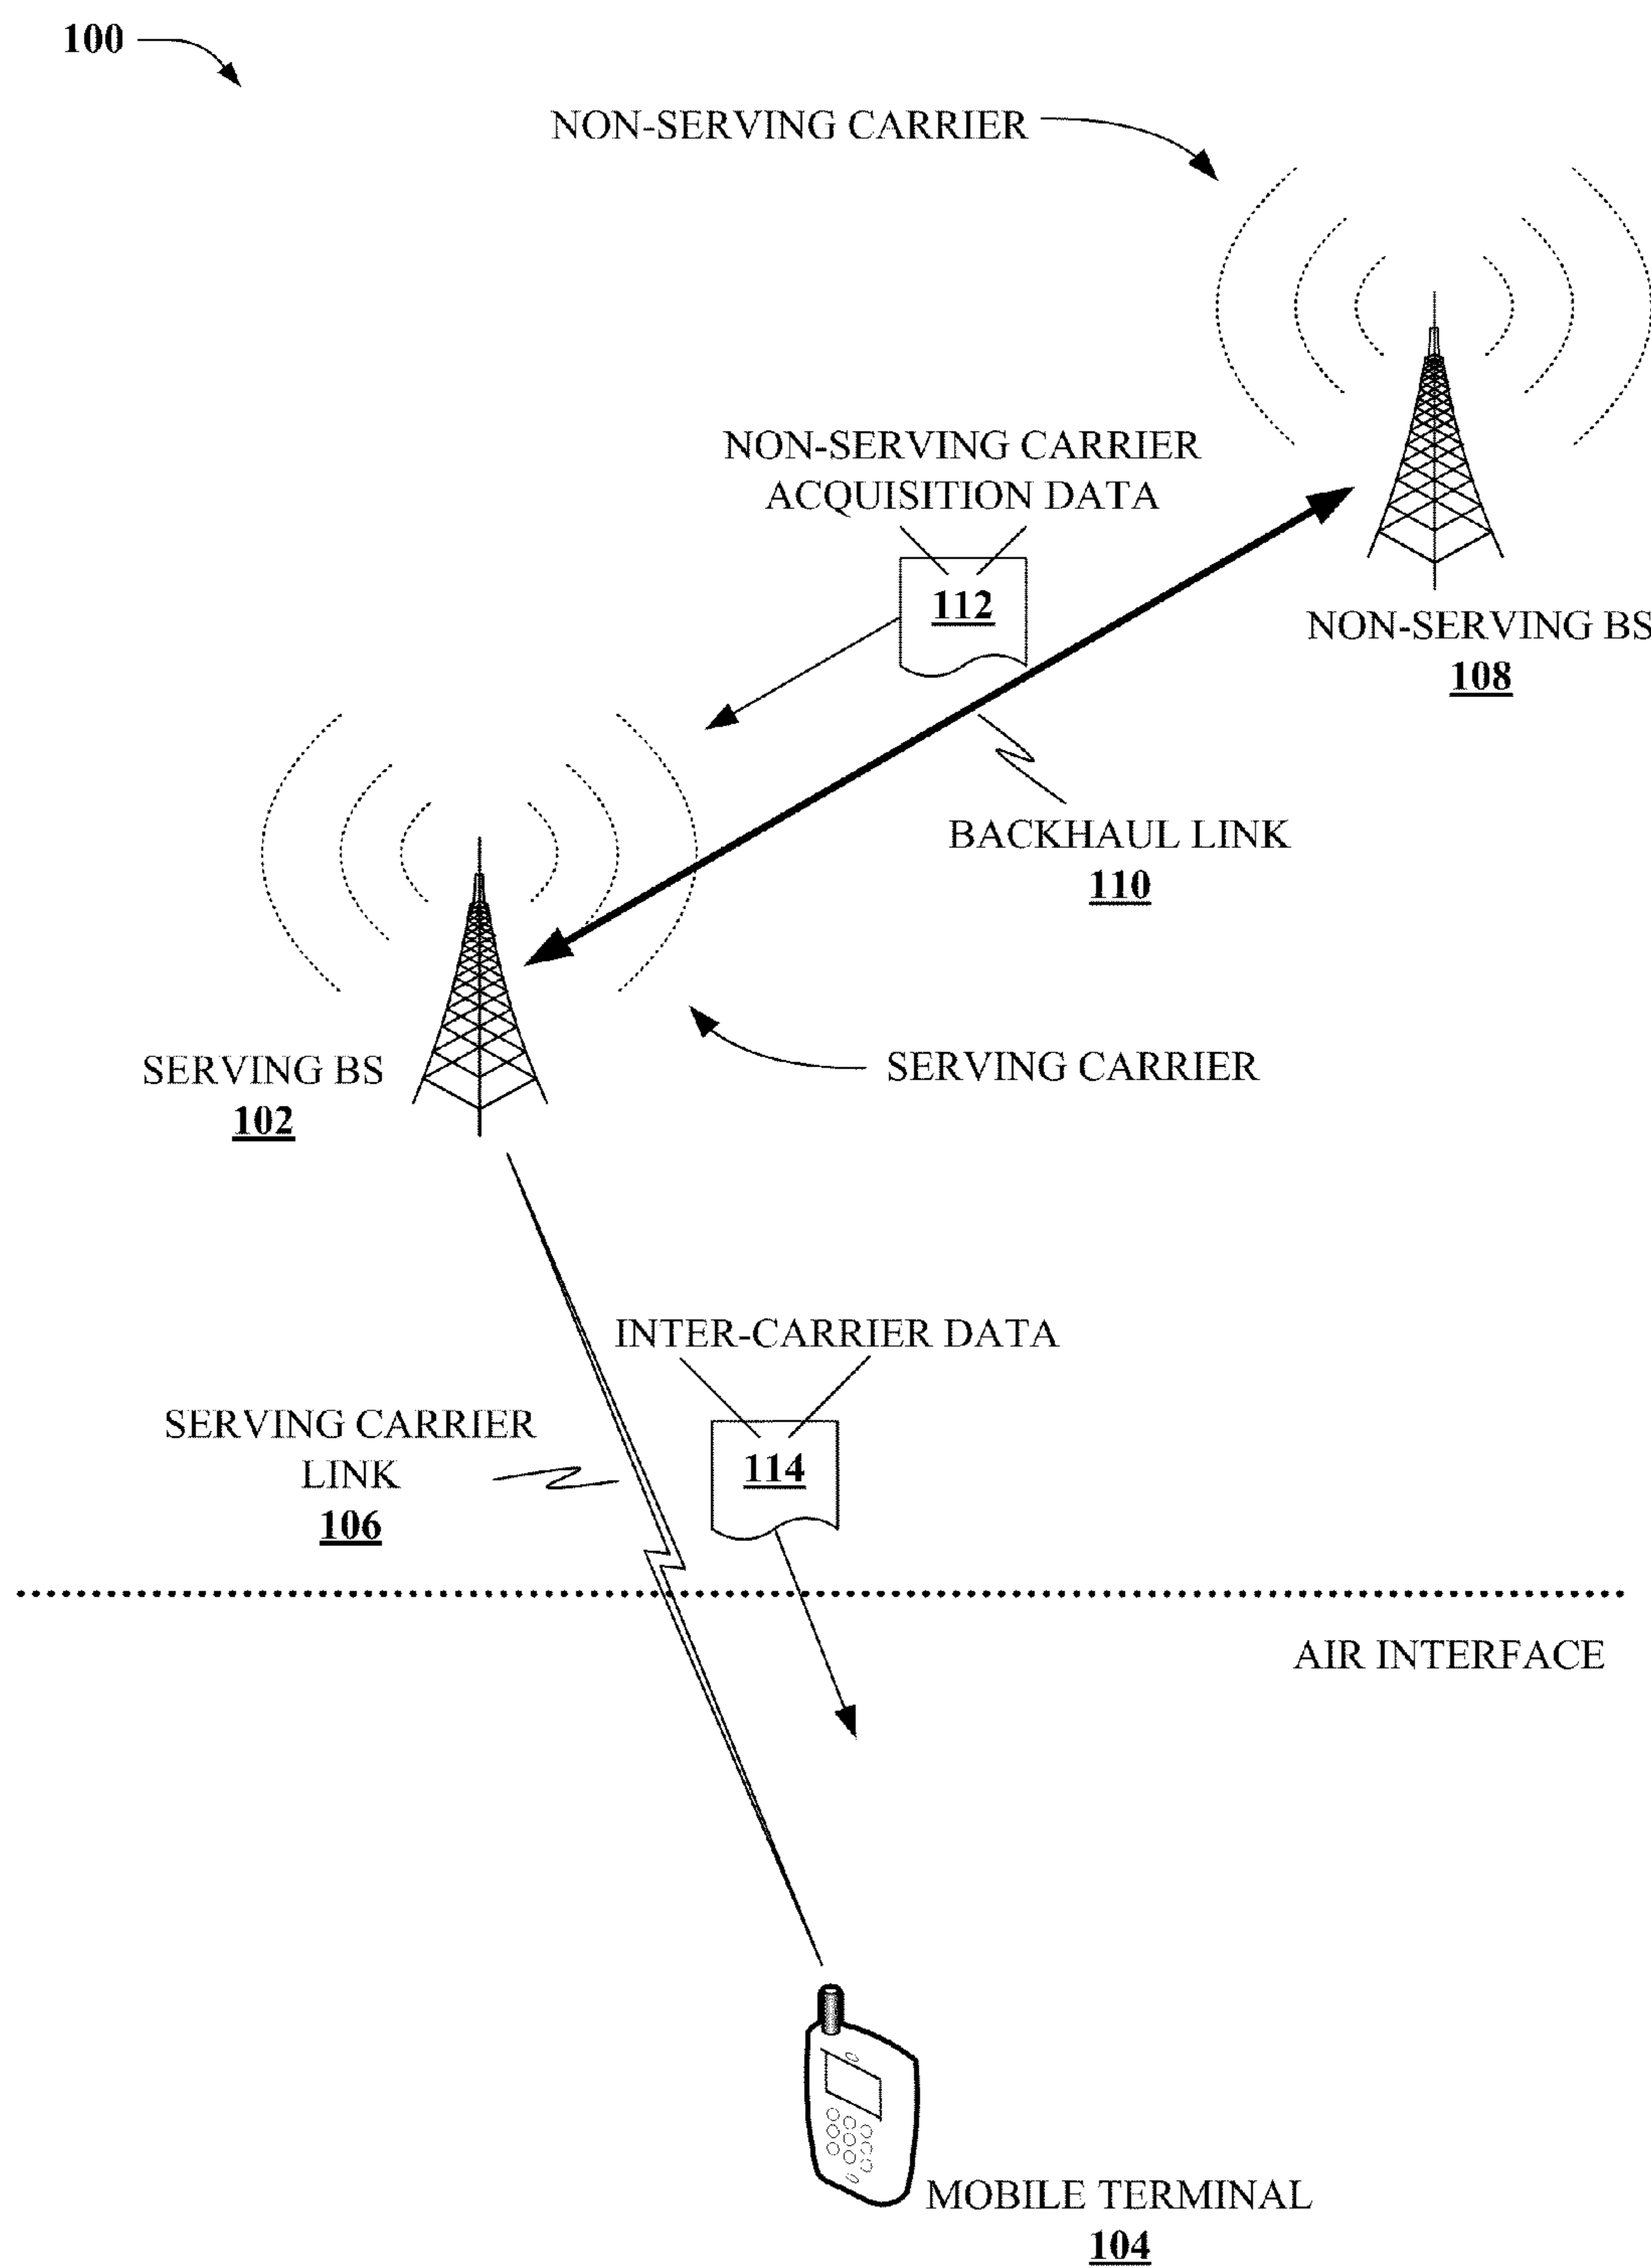 100
NON-SERVING CARRIER
NON-SERVING CARRIER
ACQUISITION DATA
112
NON-SERVING BS
108
BACKHAUL LINK
110
SERVING BS
102
SERVING CARRIER
INTER-CARRIER DATA
114
SERVING CARRIER
LINK
106
AIR INTERFACE
MOBILE TERMINAL
104